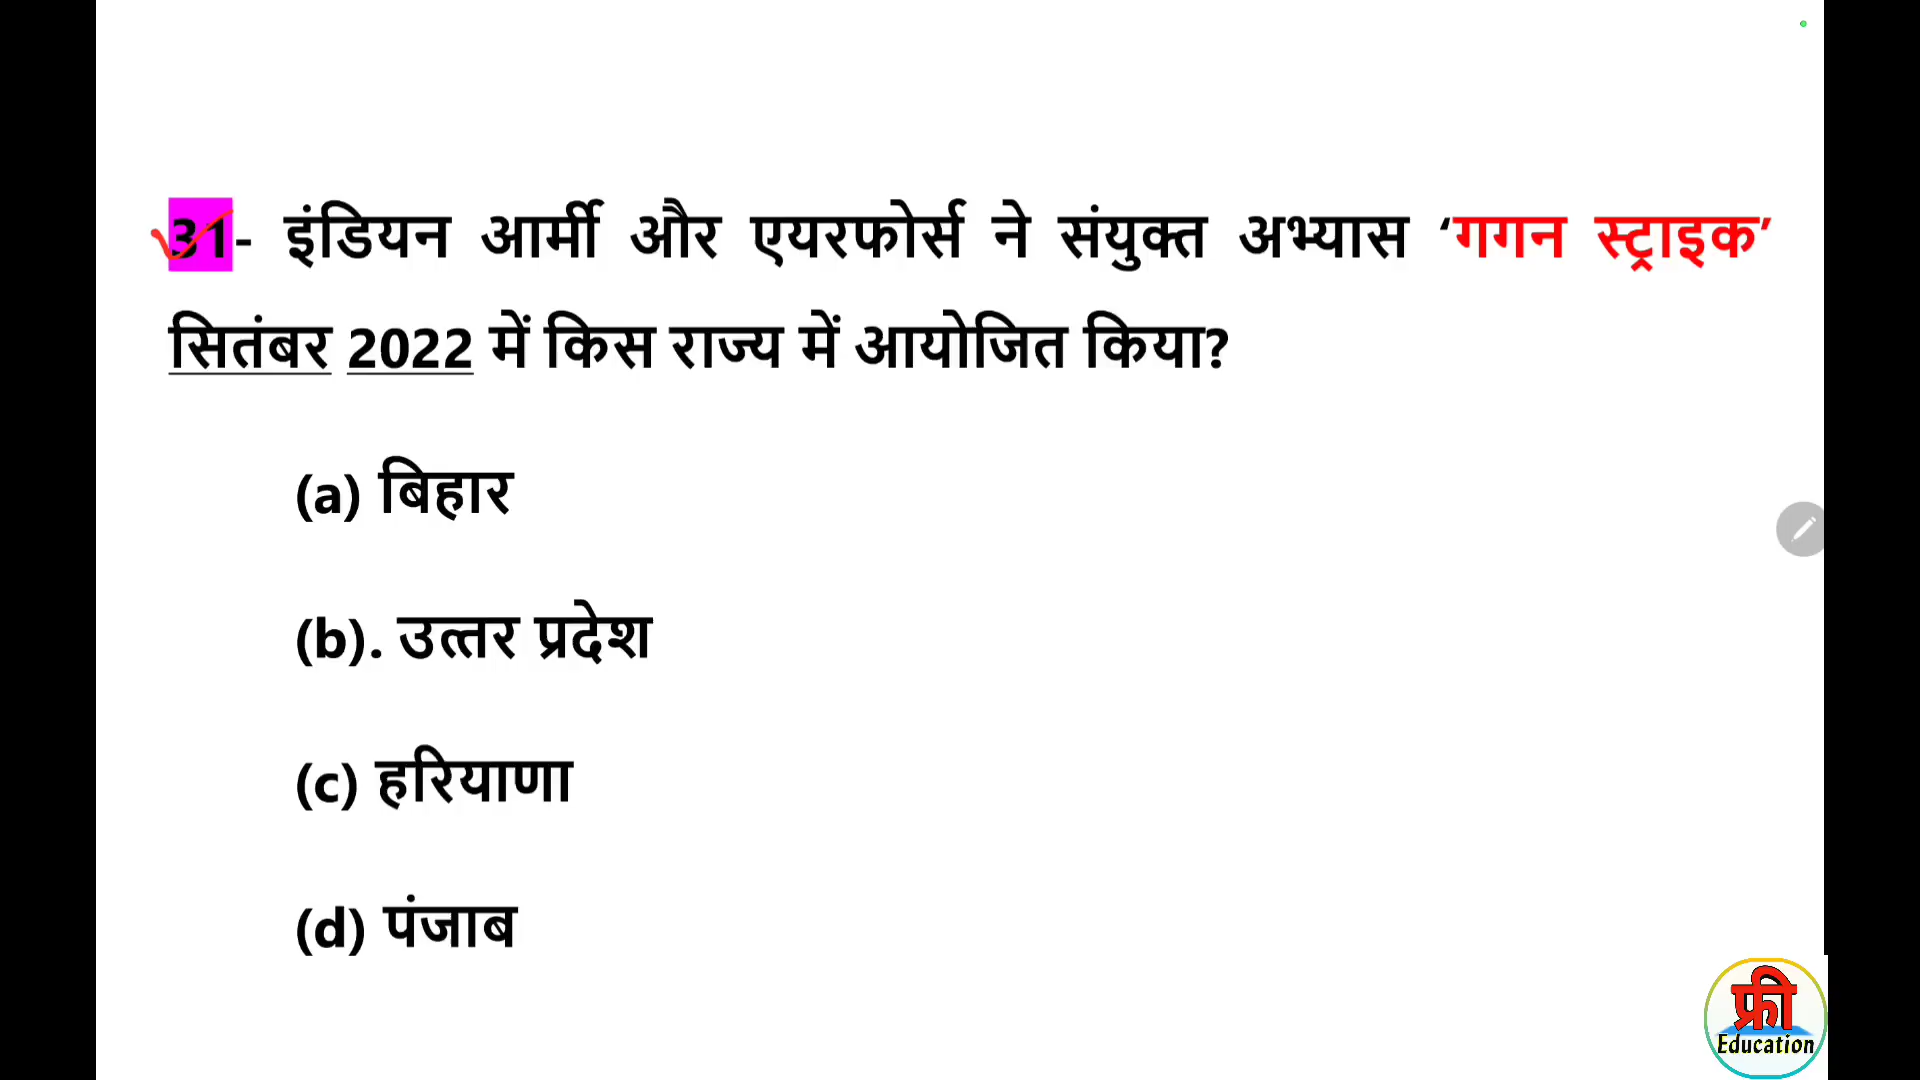 31- इंडियन आर्मी और एयरफोर्स ने संयुक्त अभ्यास ‘गगन स्ट्राइक’
सितंबर 2022 में किस राज्य में आयोजित किया?
(a) बिहार
(b). उत्तर प्रदेश
(c) हरियाणा
(d) पंजाब
फ्री
Education